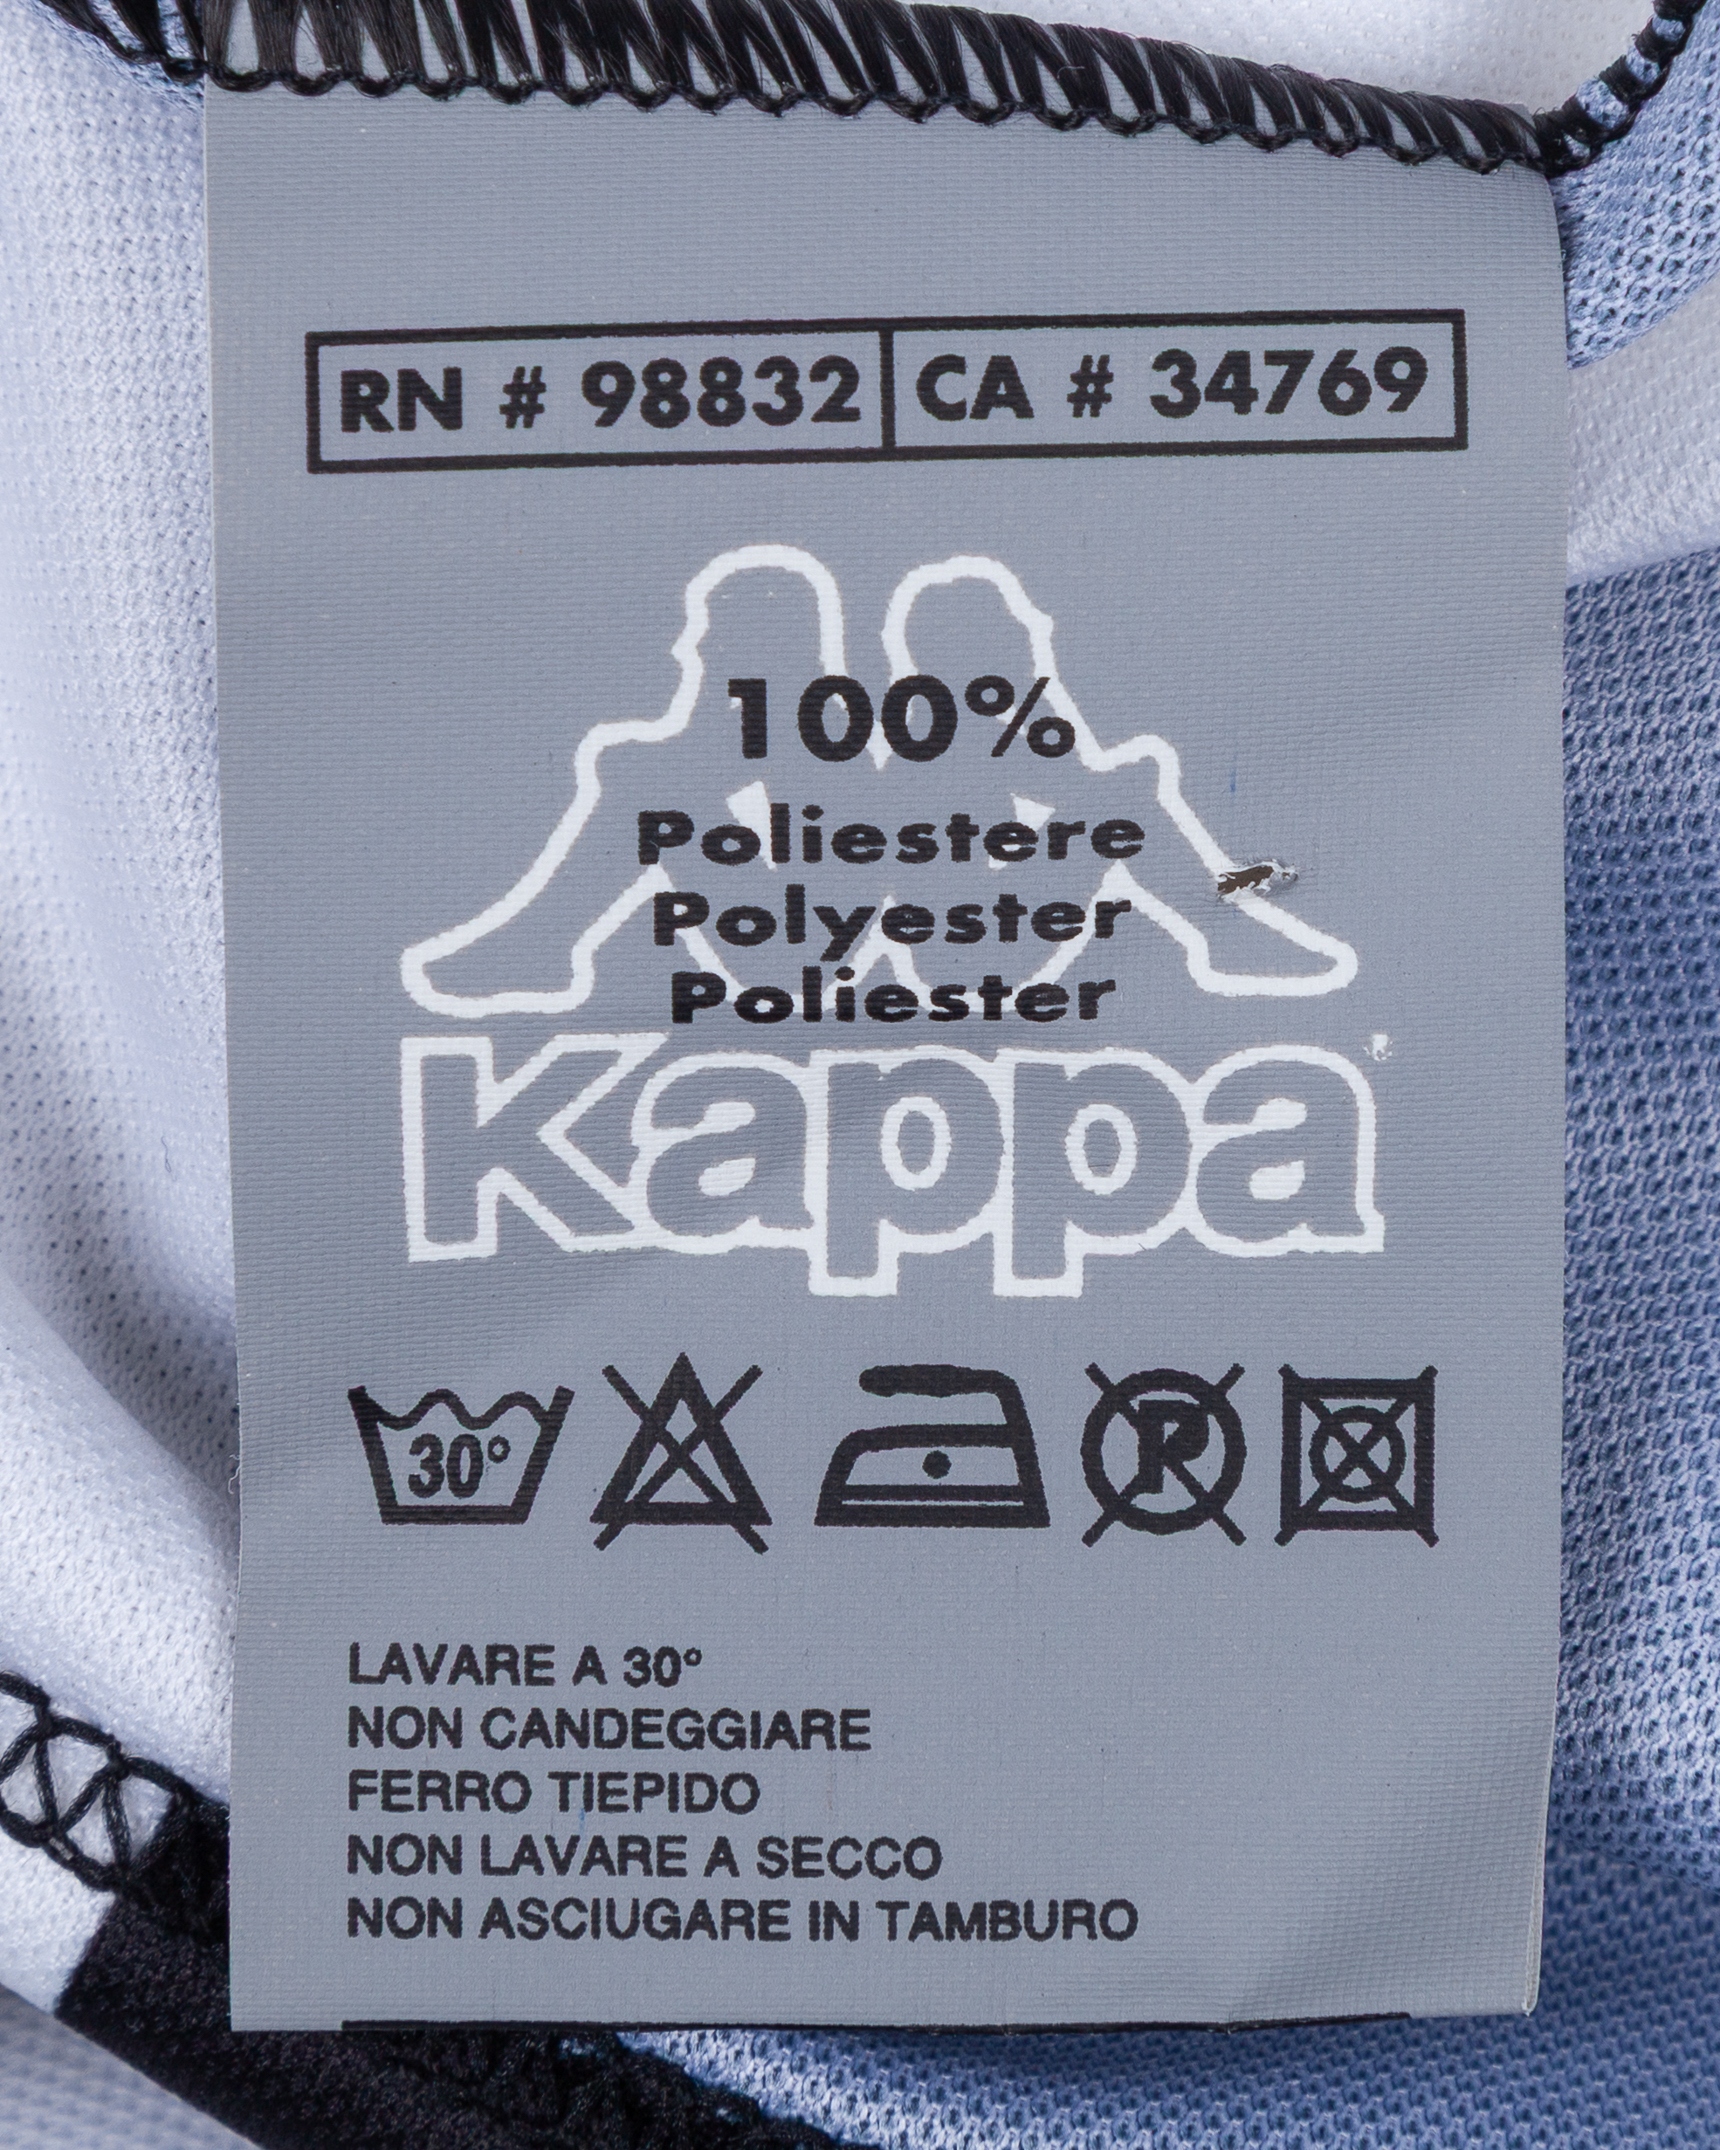 RN # 98832 CA # 34769
100%
Poliestere
Polyester
Poliester
Kappa
30°
R
LAVARE A 30°
NON CANDEGGIARE
FERRO TIEPIDO
NON LAVARE A SECCO
NON ASCIUGARE IN TAMBURO